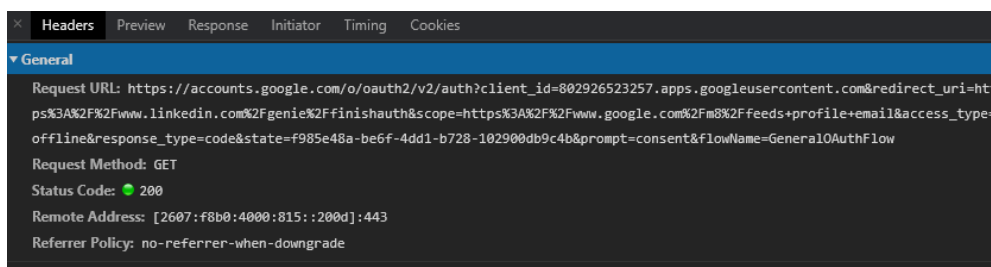 × Headers Preview Response Initiator Timing Cookies
▼ General
Request URL: https://accounts.google.com/o/oauth2/v2/auth?client_id=802926523257.apps.googleusercontent.com&redirect_uri=ht
ps%3A%2F%2Fwww.linkedin.com%2Fgenie%2Ffinishauth&scope=https%3A%2F%2Fwww.google.com%2Fm8%2Ffeeds+profile+email&access_type=
offline&response_type=code&state=f985e48a-be6f-4dd1-b728-102900db9c4b&prompt=consent&flowName=GeneralOAuthFlow
Request Method: GET
Status Code: 200
Remote Address: [2607:f8b0:4000:815::200d]:443
Referrer Policy: no-referrer-when-downgrade